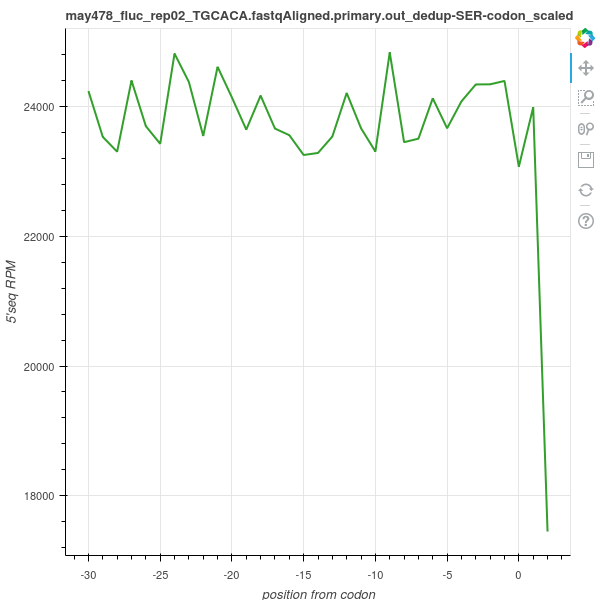 may478_fluc_rep02_TGCACA.fastqAligned.primary.out_dedup-SER-codon_scaled
24000
22000
20000
18000
5'seq RPM
-30 -25 -20 -15 -10 -5 0
position from codon